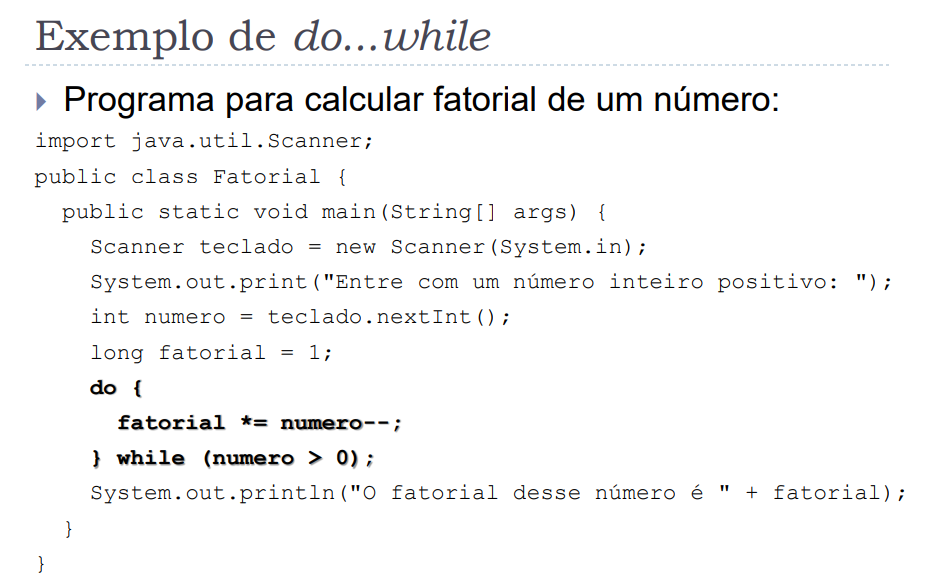 Exemplo de do...while
Programa para calcular fatorial de um número:
import java.util.Scanner;
public class Fatorial {
public static void main(String[] args) {
Scanner teclado = new Scanner(System.in);
System.out.print("Entre com um número inteiro positivo: ");
int numero = teclado.nextInt();
long fatorial = 1;
do {
fatorial *= numero--;
} while (numero > 0);
System.out.println("O fatorial desse número é " + fatorial);
}
}